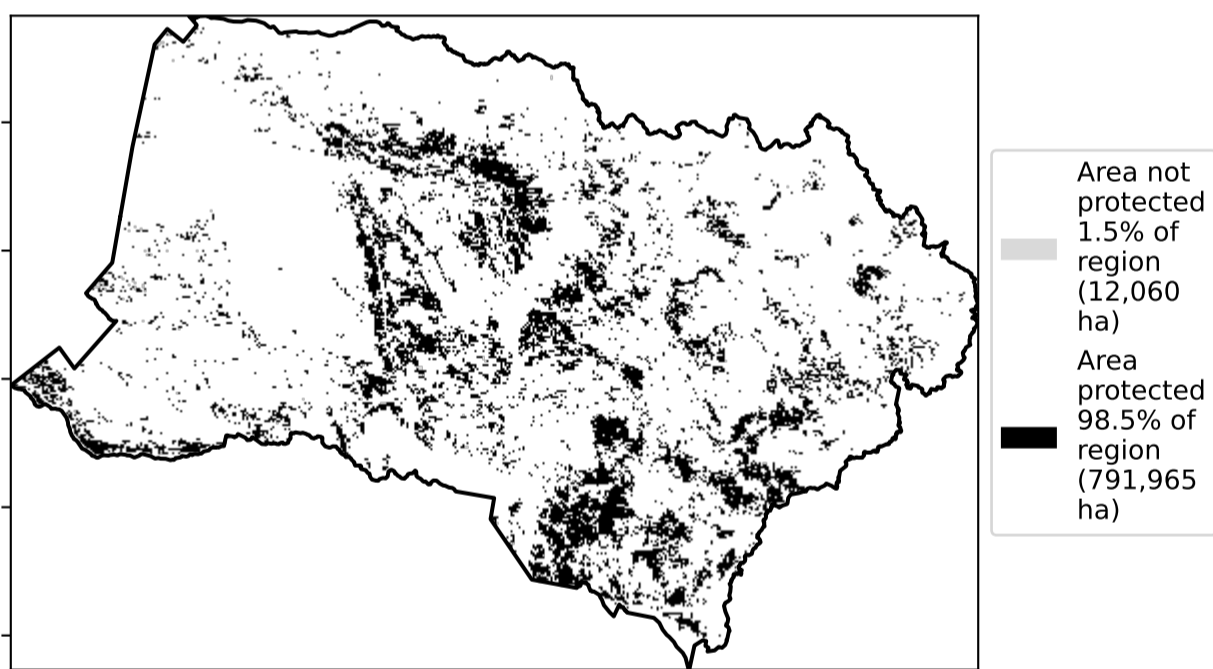 Area not
protected
1.5% of
region
(12,060
ha)
Area
protected
98.5% of
region
(791,965
ha)